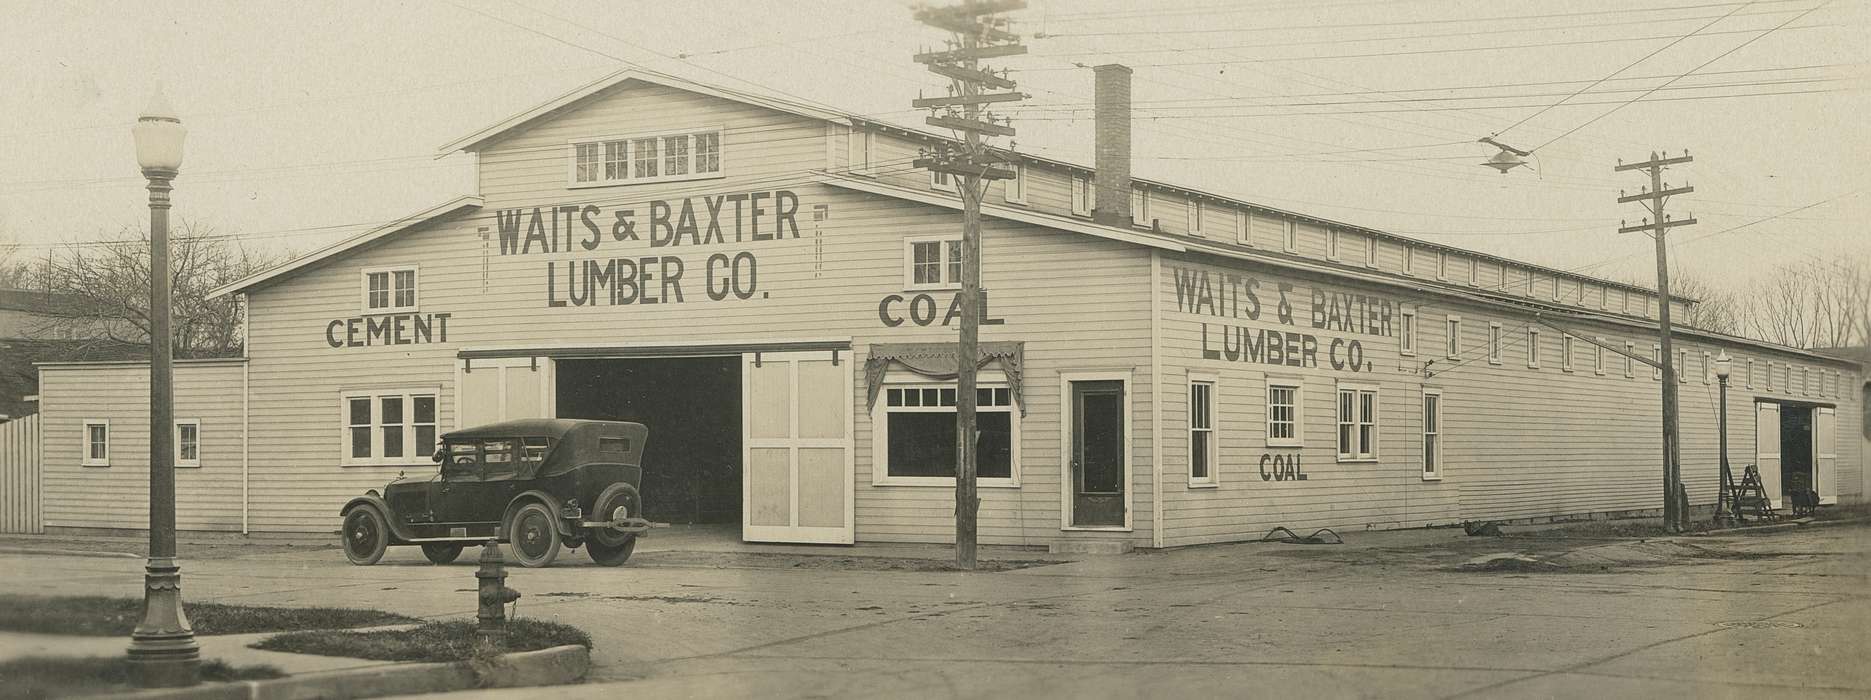 WAITS & BAXTER
LUMBER CO.
CEMENT
COAL
WAITS & BAXTER
LUMBER CO.
COAL